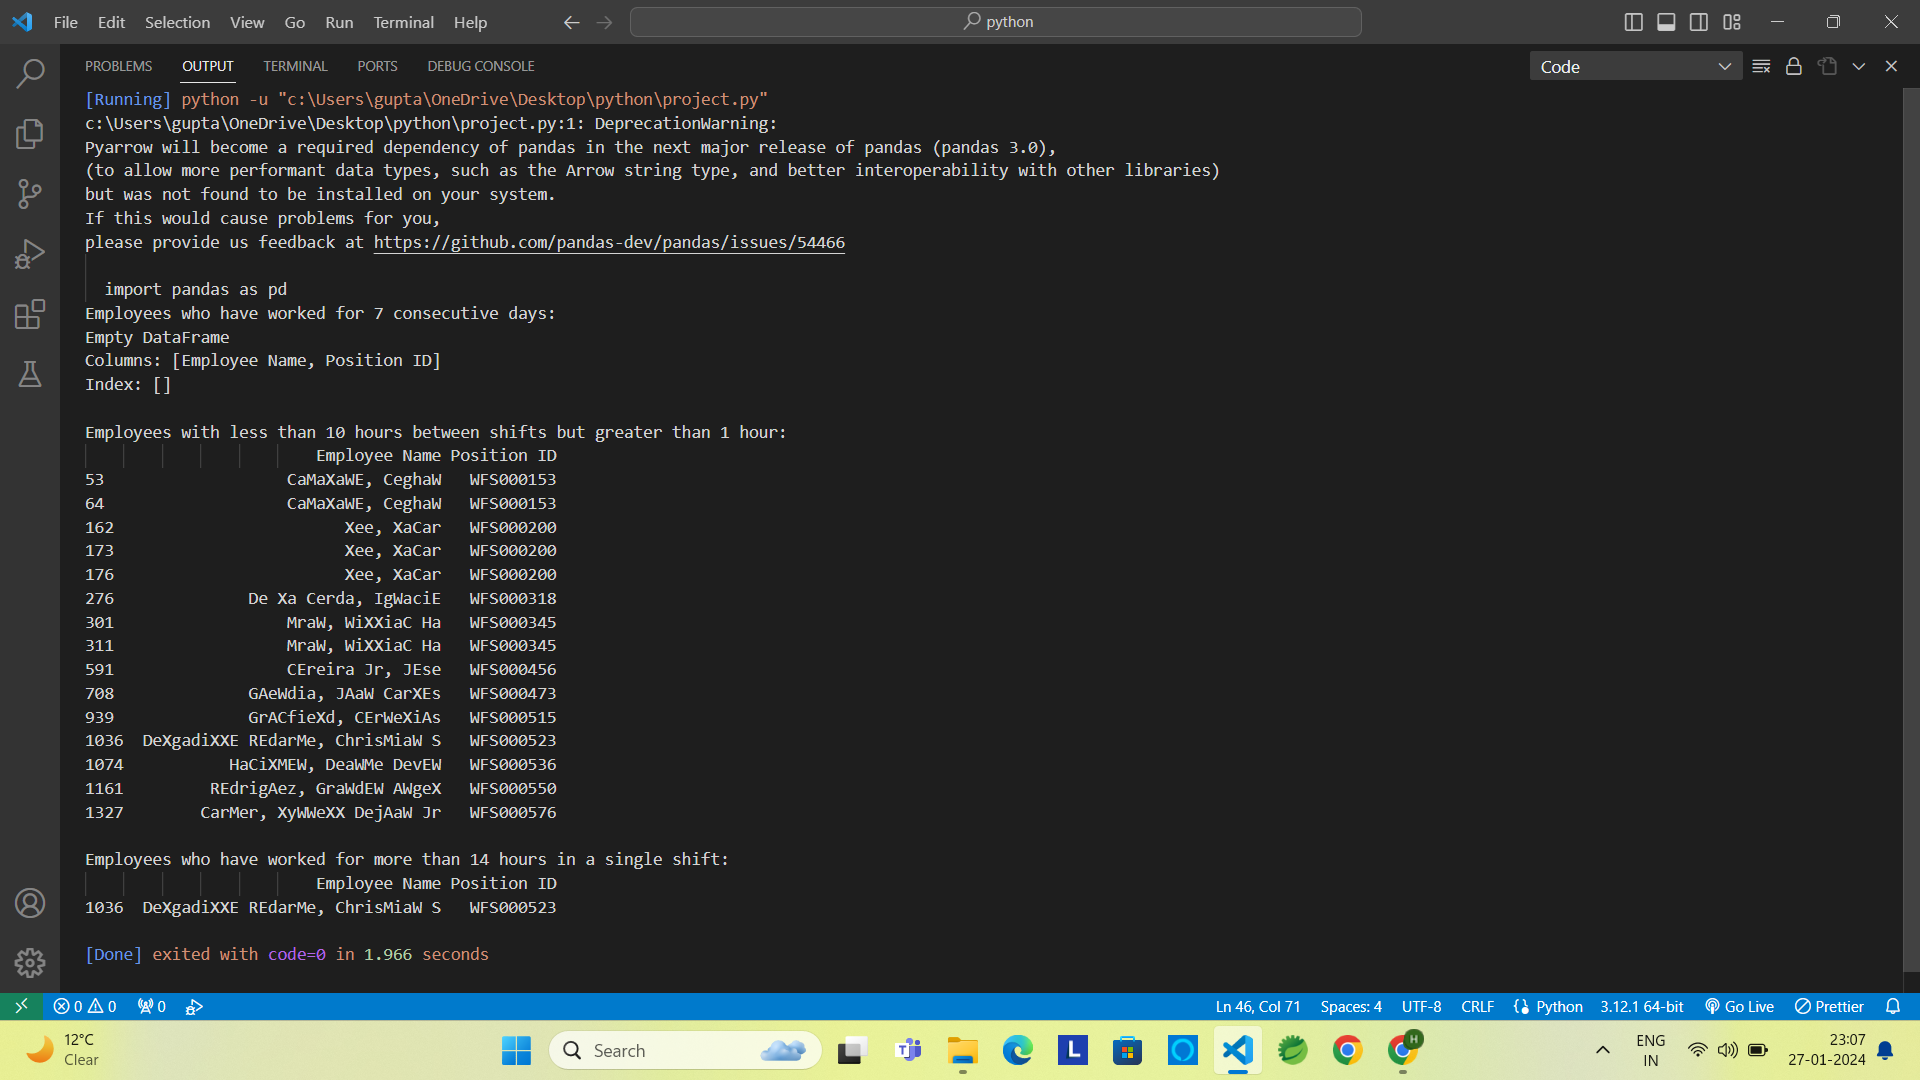 File Edit Selection View Go Run Terminal Help
python
PROBLEMS OUTPUT TERMINAL PORTS DEBUG CONSOLE
Code
[Running] python -u "c:\Users\gupta\OneDrive\Desktop\python\project.py"
c:\Users\gupta\OneDrive\Desktop\python\project.py:1: DeprecationWarning:
Pyarrow will become a required dependency of pandas in the next major release of pandas (pandas 3.0),
(to allow more performant data types, such as the Arrow string type, and better interoperability with other libraries)
but was not found to be installed on your system.
If this would cause problems for you,
please provide us feedback at https://github.com/pandas-dev/pandas/issues/54466
import pandas as pd
Employees who have worked for 7 consecutive days:
Empty DataFrame
Columns: [Employee Name, Position ID]
Index: []
Employees with less than 10 hours between shifts but greater than 1 hour:
Employee Name Position ID
53 CaMaXaWE, CeghaW WFS000153
64 CaMaXaWE, CeghaW WFS000153
162 Xee, XaCar WFS000200
173 Xee, XaCar WFS000200
176 Xee, XaCar WFS000200
276 De Xa Cerda, IgWaciE WFS000318
301 MraW, WiXXiaC Ha WFS000345
311 MraW, WiXXiaC Ha WFS000345
591 CEreira Jr, JEse WFS000456
708 GAeWdia, JAaW CarXEs WFS000473
939 GrACfieXd, CErWeXiAs WFS000515
1036 DeXgadiXXE REdarMe, ChrisMiaW S WFS000523
1074 HaCiXMEW, DeaWMe DevEW WFS000536
1161 REdrigAez, GraWdEW AWgeX WFS000550
1327 CarMer, XyWWeXX DejAaW Jr WFS000576
Employees who have worked for more than 14 hours in a single shift:
Employee Name Position ID
1036 DeXgadiXXE REdarMe, ChrisMiaW S WFS000523
[Done] exited with code=0 in 1.966 seconds
0 0 0 Ln 46, Col 71 Spaces: 4 UTF-8 CRLF Python 3.12.1 64-bit Go Live Prettier
12°C
Clear
Search
L
H
ENG
IN
23:07
27-01-2024